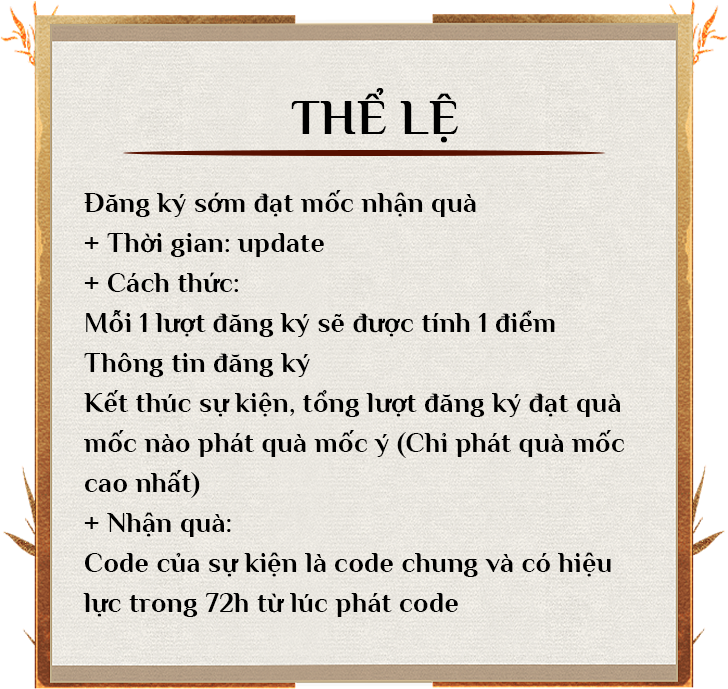 THỂ LỆ
Đăng ký sớm đạt mốc nhận quà
+ Thời gian: update
+ Cách thức:
Mỗi 1 lượt đăng ký sẽ được tính 1 điểm
Thông tin đăng ký
Kết thúc sự kiện, tổng lượt đăng ký đạt quà
mốc nào phát quà mốc ý (Chỉ phát quà mốc
cao nhất)
+ Nhận quà:
Code của sự kiện là code chung và có hiệu
lực trong 72h từ lúc phát code